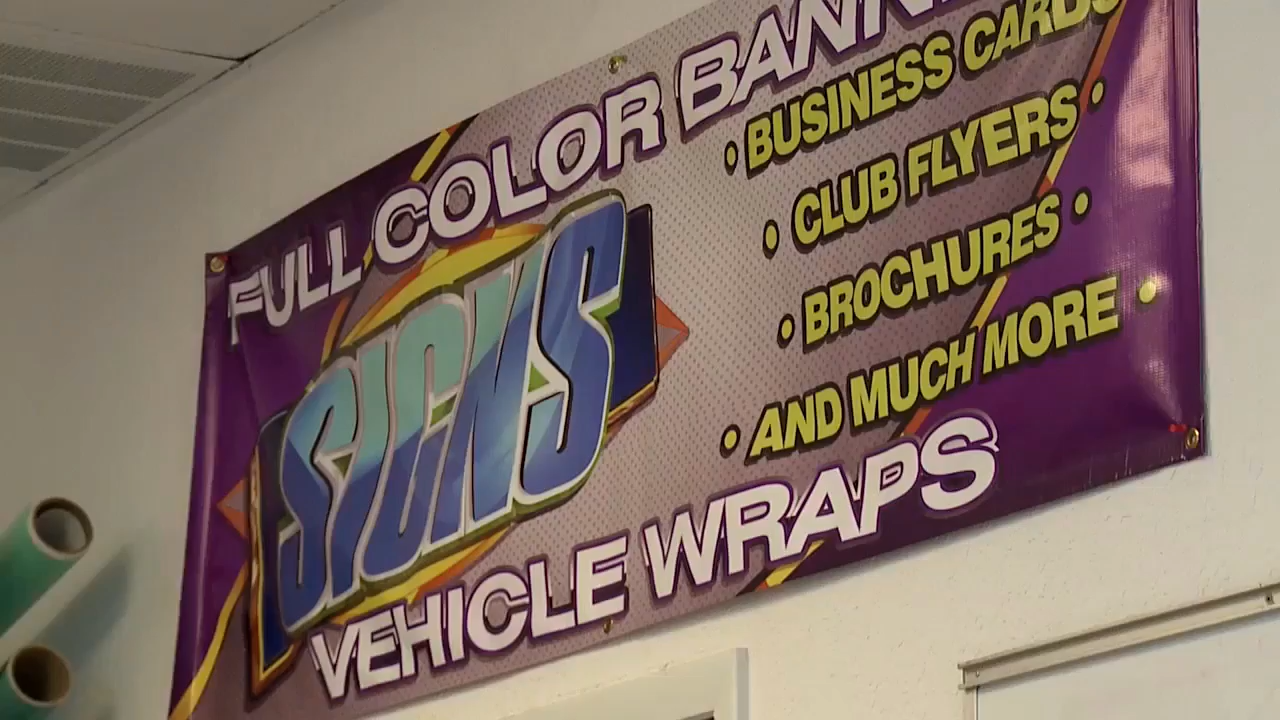 FULL COLOR
• BUSINESS CARDS
• CLUB FLYERS •
• BROCHURES •
• AND MUCH MORE •
SIGNS
VEHICLE WRAPS